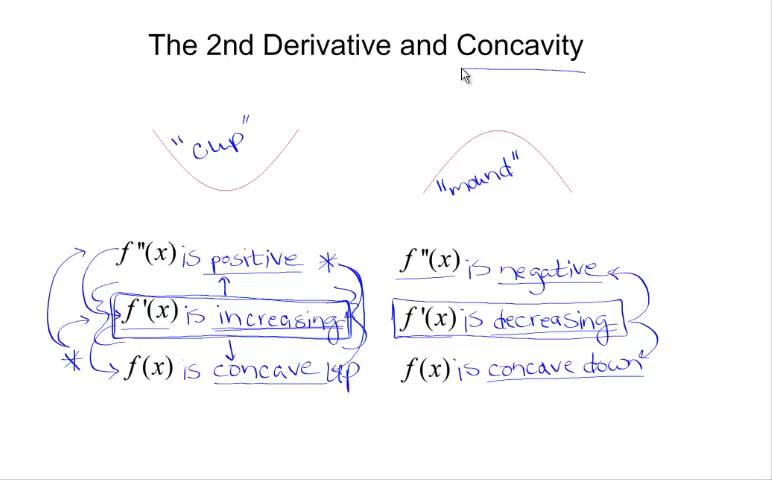 The 2nd Derivative and Concavity
"cup"
"mound"
f"(x) is positive *
f'(x) is increasing
* f(x) is concave up
f"(x) is negative
f'(x) is decreasing
f(x) is concave down